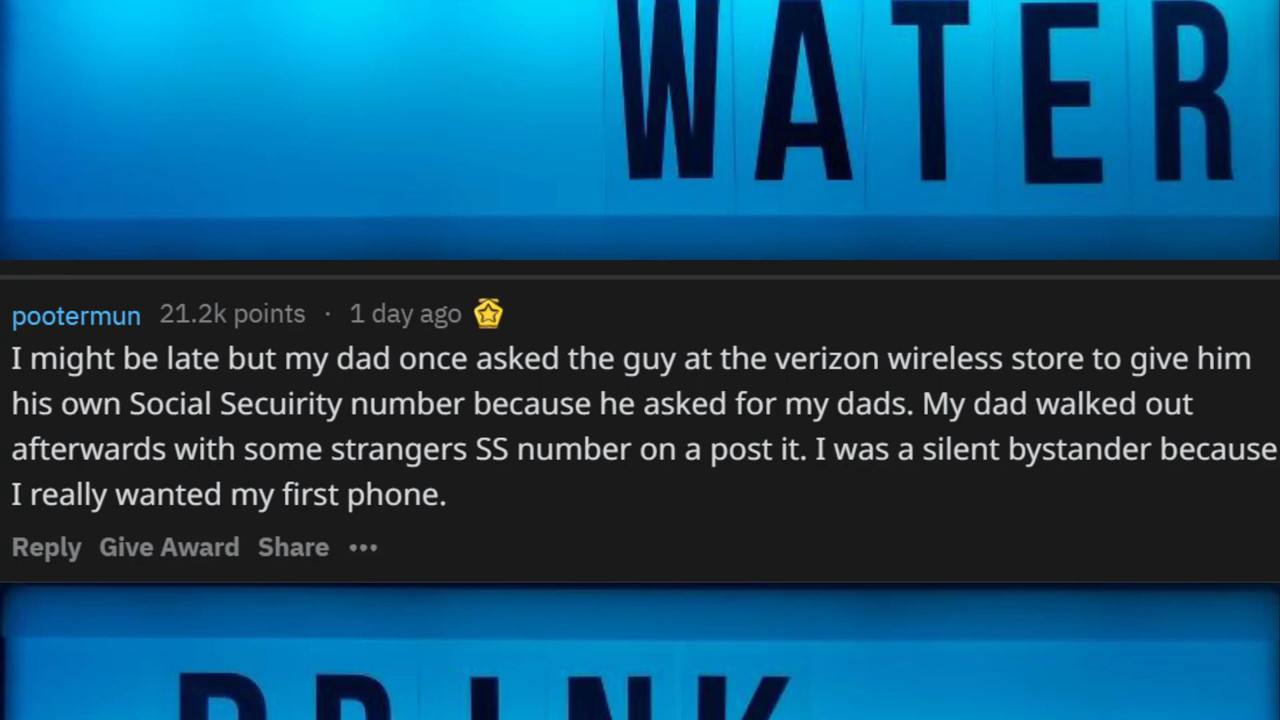 WATER
pootermun 21.2k points · 1 day ago
I might be late but my dad once asked the guy at the verizon wireless store to give him
his own Social Secuirity number because he asked for my dads. My dad walked out
afterwards with some strangers SS number on a post it. I was a silent bystander because
I really wanted my first phone.
Reply Give Award Share •••
DRINK